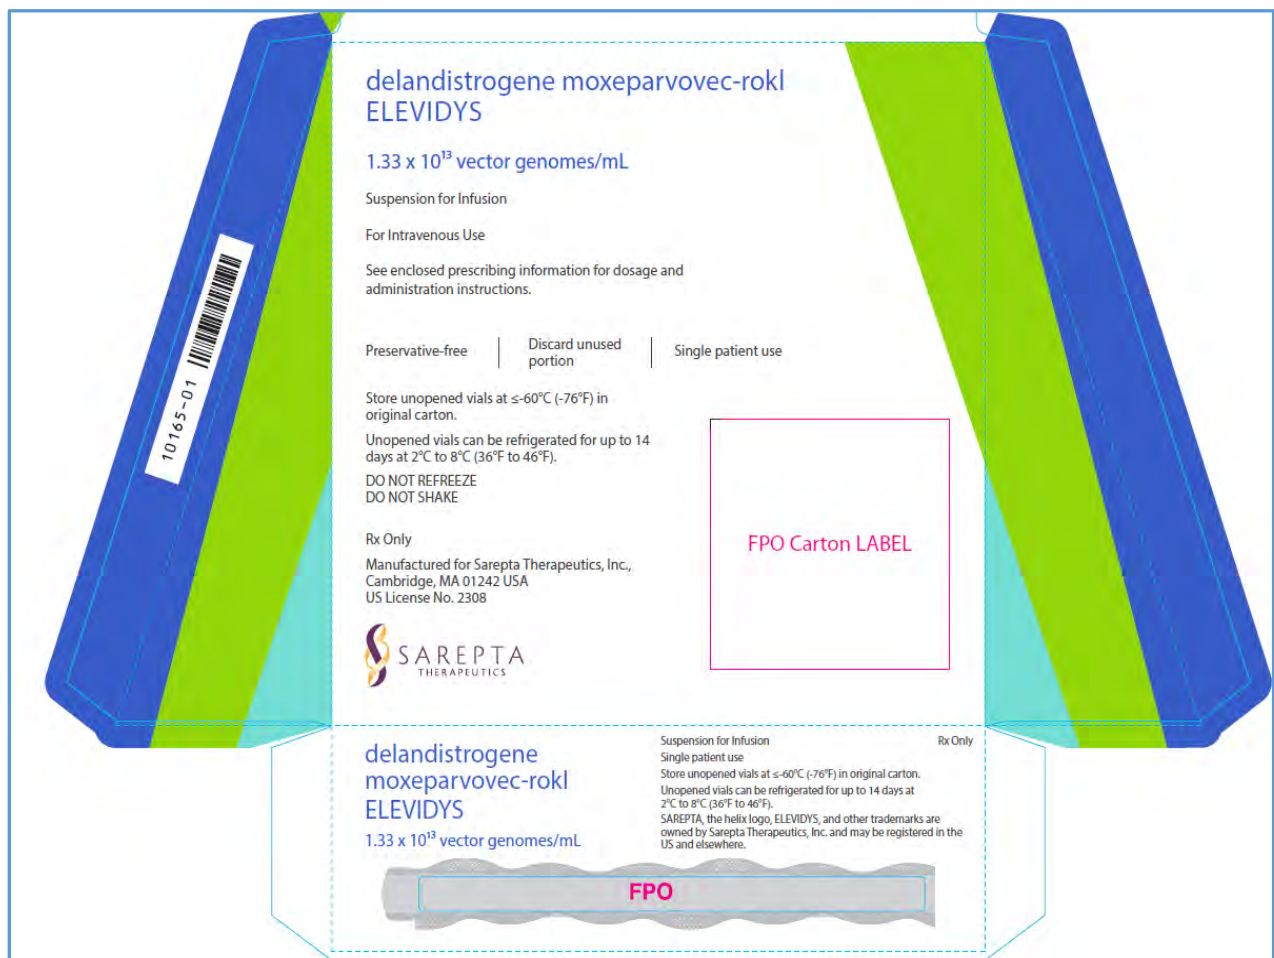 delandistrogene moxeparvovec-rokl
ELEVIDYS
1.33 x 10¹³ vector genomes/mL
Suspension for Infusion
For Intravenous Use
See enclosed prescribing information for dosage and
administration instructions.
Preservative-free
Discard unused
portion
Single patient use
Store unopened vials at ≤-60°C (-76°F) in
original carton.
Unopened vials can be refrigerated for up to 14
days at 2°C to 8°C (36°F to 46°F).
DO NOT REFREEZE
DO NOT SHAKE
Rx Only
Manufactured for Sarepta Therapeutics, Inc.,
Cambridge, MA 01242 USA
US License No. 2308
SAREPTA
THERAPEUTICS
10165-01
FPO Carton LABEL
delandistrogene
moxeparvovec-rokl
ELEVIDYS
1.33 x 10¹³ vector genomes/mL
Suspension for Infusion
Rx Only
Single patient use
Store unopened vials at ≤-60°C (-76°F) in original carton.
Unopened vials can be refrigerated for up to 14 days at
2°C to 8°C (36°F to 46°F).
SAREPTA, the helix logo, ELEVIDYS, and other trademarks are
owned by Sarepta Therapeutics, Inc. and may be registered in the
US and elsewhere.
FPO